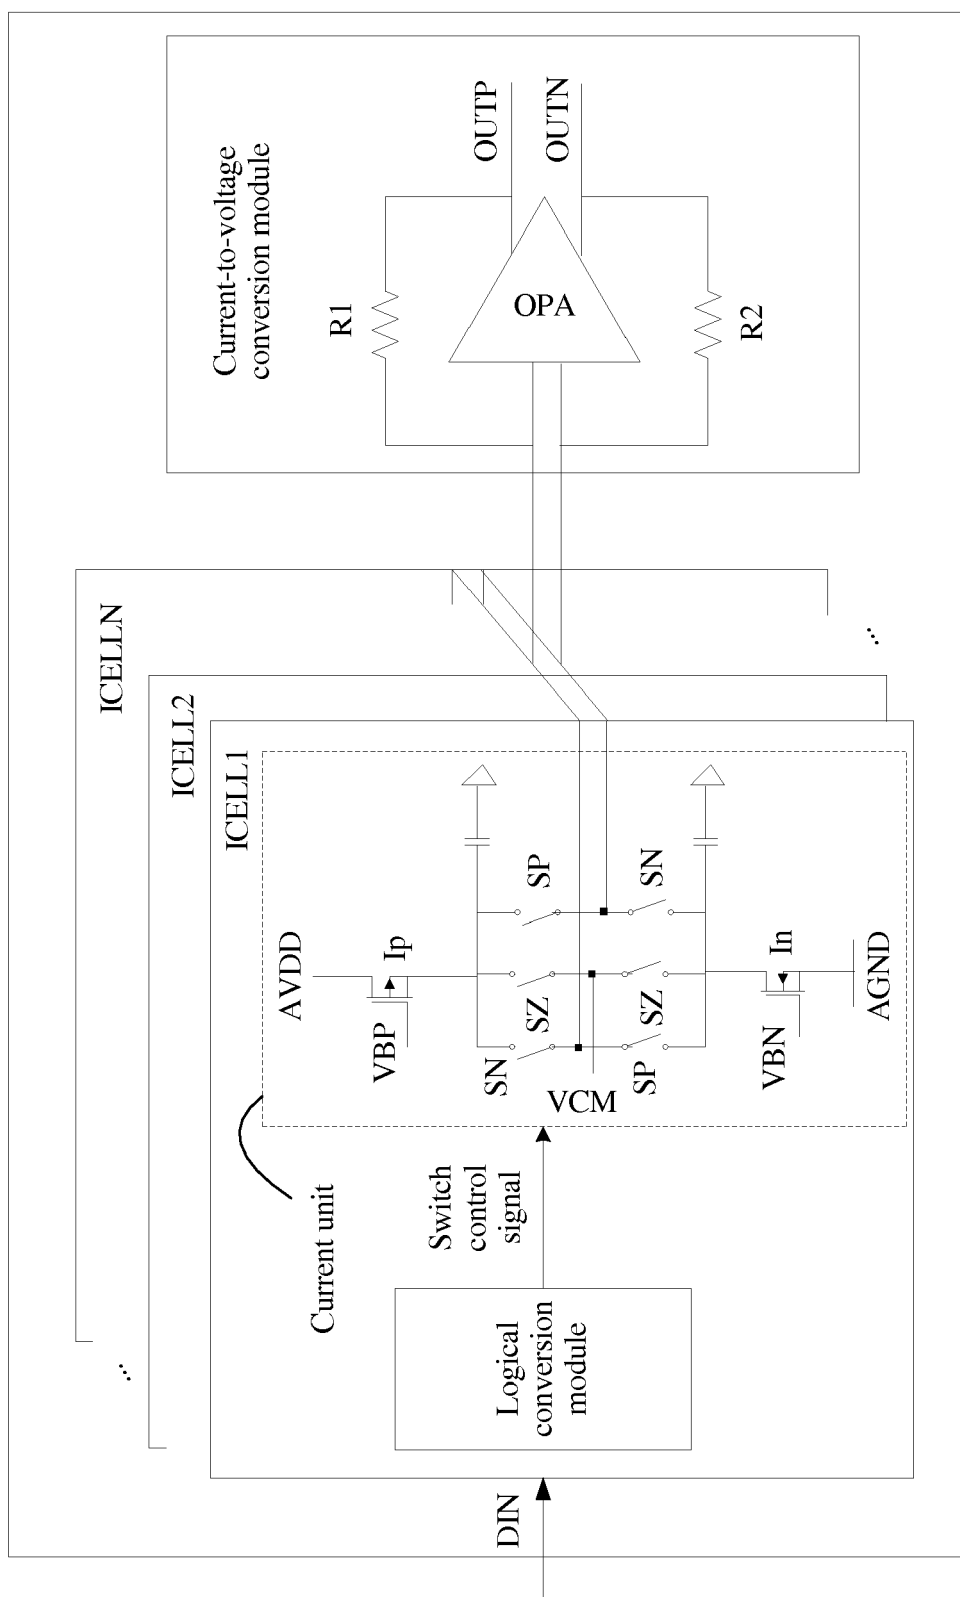 Current-to-voltage
conversion module
OUTP
OUTN
R1
OPA
R2
ICELLN
...
ICELL2
ICELL1
AVDD
VBP
Ip
SN
SZ
SP
VCM
SP
SZ
SN
VBN
In
AGND
Current unit
Switch
control
signal
Logical
conversion
module
...
DIN